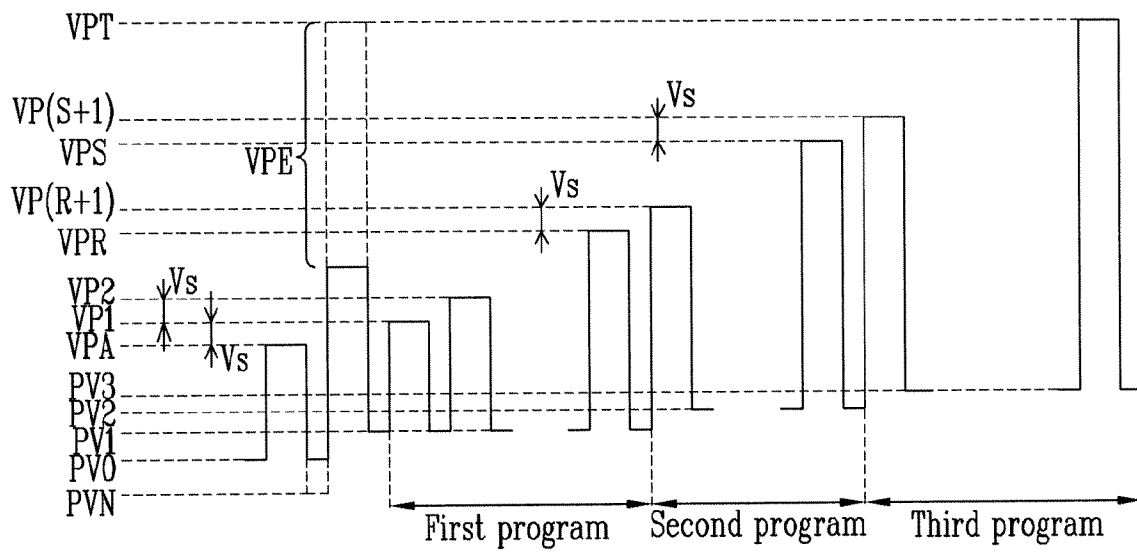 VPT
VP(S+1)
VPS
VPE
VP(R+1)
VPR
VP2
VP1
VPA
PV3
PV2
PV1
PV0
PVN
Vs
Vs
Vs
Vs
First program
Second program
Third program